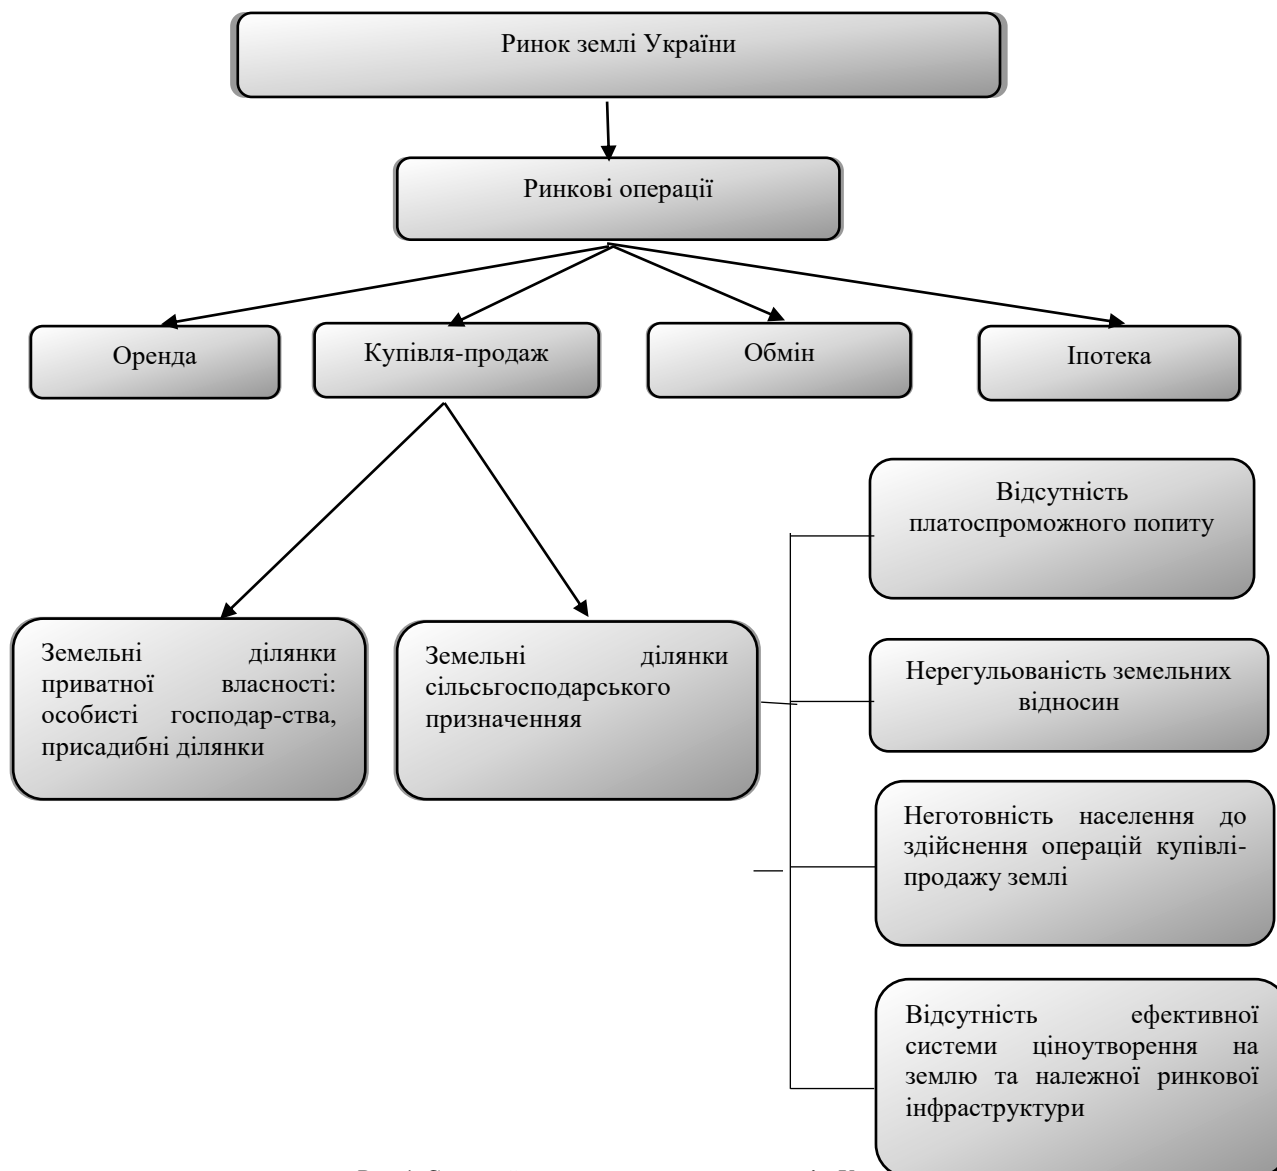 Ринок землі України
Ринкові операції
Оренда
Купівля-продаж
Обмін
Іпотека
Відсутність
платоспроможного попиту
Земельні ділянки
приватної власності:
особисті господар-ства,
присадибні ділянки
Земельні ділянки
сільсьгосподарського
призначенняя
Нерегульованість земельних
відносин
Неготовність населення до
здійснення операцій купівлі-
продажу землі
Відсутність ефективної
системи ціноутворення на
землю та належної ринкової
інфраструктури